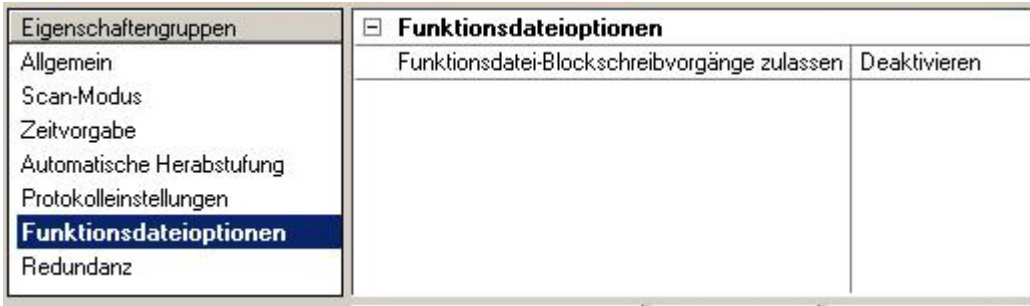 Eigenschaftengruppen
Allgemein
Scan-Modus
Zeitvorgabe
Automatische Herabstufung
Protokolleinstellungen
Funktionsdateioptionen
Redundanz
Funktionsdateioptionen
Funktionsdatei-Blockschreibvorgänge zulassen Deaktivieren